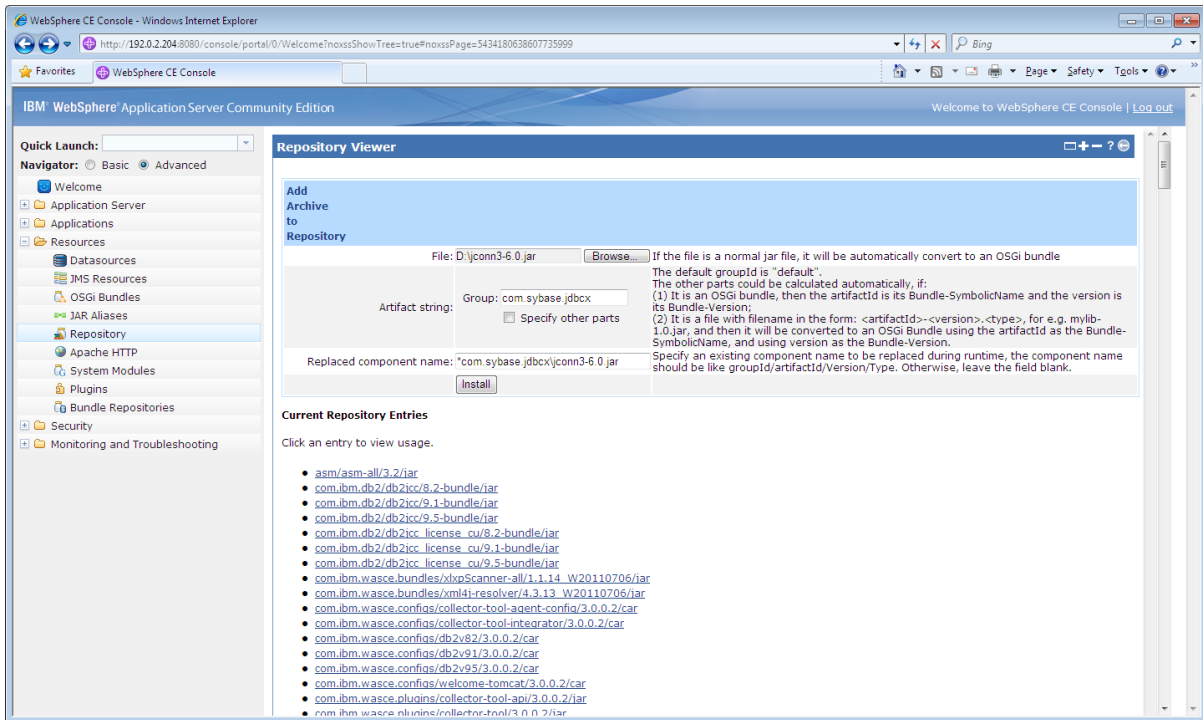 WebSphere CE Console - Windows Internet Explorer
http://192.0.2.204:8080/console/portal/0/Welcome?noxssShowTree=true#noxssPage=5434180638607735999
Bing
Favorites
WebSphere CE Console
Page
Safety
Tools
IBM® WebSphere® Application Server Community Edition
Welcome to WebSphere CE Console | Log out
Quick Launch:
Navigator: Basic Advanced
Welcome
Application Server
Applications
Resources
Datasources
JMS Resources
OSGi Bundles
JAR Aliases
Repository
Apache HTTP
System Modules
Plugins
Bundle Repositories
Security
Monitoring and Troubleshooting
Repository Viewer
Add
Archive
to
Repository
File: D:\jconn3-6.0.jar Browse... If the file is a normal jar file, it will be automatically convert to an OSGi bundle
Artifact string:
Group: com.sybase.jdbcx
Specify other parts
The default groupId is "default".
The other parts could be calculated automatically, if:
(1) It is an OSGi bundle, then the artifactId is its Bundle-SymbolicName and the version is
its Bundle-Version;
(2) It is a file with filename in the form: <artifactId>-<version>.<type>, for e.g. mylib-
1.0.jar, and then it will be converted to an OSGi Bundle using the artifactId as the Bundle-
SymbolicName, and using version as the Bundle-Version.
Replaced component name: "com.sybase.jdbcx\jconn3-6.0.jar
Specify an existing component name to be replaced during runtime, the component name
should be like groupId/artifactId/Version/Type. Otherwise, leave the field blank.
Install
Current Repository Entries
Click an entry to view usage.
asm/asm-all/3.2/jar
com.ibm.db2/db2jcc/8.2-bundle/jar
com.ibm.db2/db2jcc/9.1-bundle/jar
com.ibm.db2/db2jcc/9.5-bundle/jar
com.ibm.db2/db2jcc_license_cu/8.2-bundle/jar
com.ibm.db2/db2jcc_license_cu/9.1-bundle/jar
com.ibm.db2/db2jcc_license_cu/9.5-bundle/jar
com.ibm.wasce.bundles/xlxpScanner-all/1.1.14_W20110706/jar
com.ibm.wasce.bundles/xml4j-resolver/4.3.13_W20110706/jar
com.ibm.wasce.configs/collector-tool-agent-config/3.0.0.2/car
com.ibm.wasce.configs/collector-tool-integrator/3.0.0.2/car
com.ibm.wasce.configs/db2v82/3.0.0.2/car
com.ibm.wasce.configs/db2v91/3.0.0.2/car
com.ibm.wasce.configs/db2v95/3.0.0.2/car
com.ibm.wasce.configs/welcome-tomcat/3.0.0.2/car
com.ibm.wasce.plugins/collector-tool-api/3.0.0.2/jar
com.ibm.wasce.plugins/collector-tool/3.0.0.2/jar